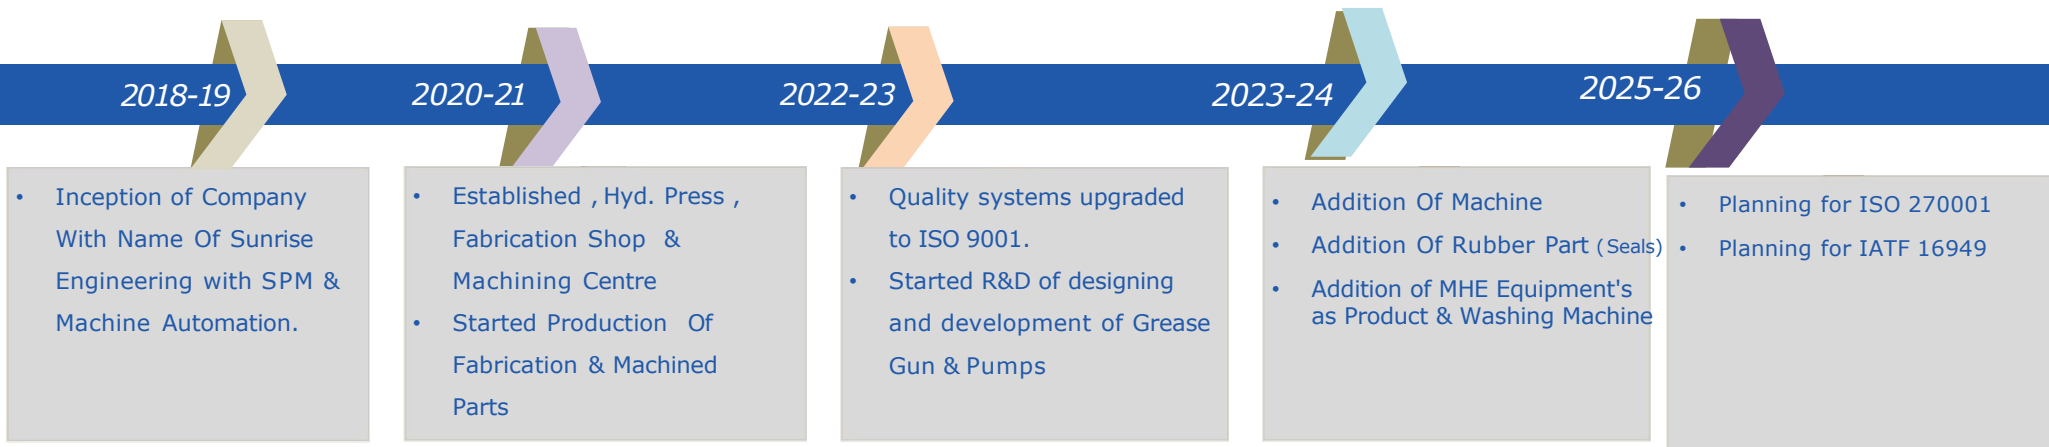 2018-19
2020-21
2022-23
2023-24
2025-26
• Inception of Company
With Name Of Sunrise
Engineering with SPM &
Machine Automation.
• Established , Hyd. Press ,
Fabrication Shop &
Machining Centre
• Started Production Of
Fabrication & Machined
Parts
• Quality systems upgraded
to ISO 9001.
• Started R&D of designing
and development of Grease
Gun & Pumps
• Addition Of Machine
• Addition Of Rubber Part (Seals)
• Addition of MHE Equipment's
as Product & Washing Machine
• Planning for ISO 270001
• Planning for IATF 16949